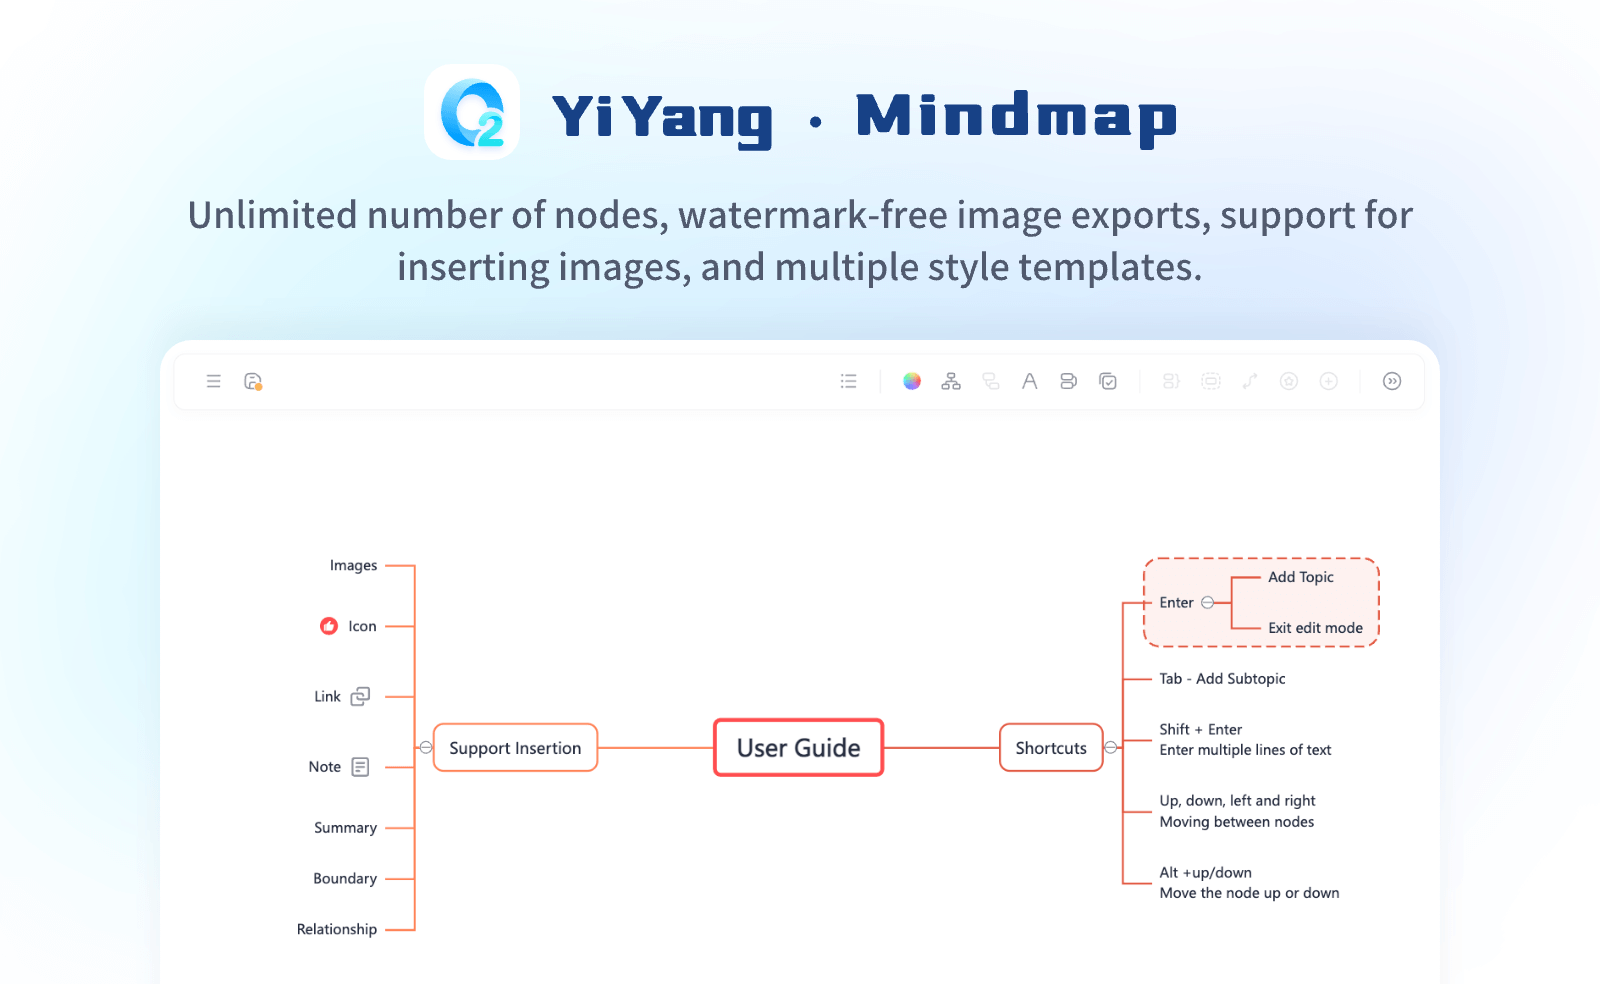 2
YiYang · Mindmap
Unlimited number of nodes, watermark-free image exports, support for
inserting images, and multiple style templates.
Images
Icon
Link
Note
Summary
Boundary
Relationship
Support Insertion
User Guide
Shortcuts
Enter
Add Topic
Exit edit mode
Tab - Add Subtopic
Shift + Enter
Enter multiple lines of text
Up, down, left and right
Moving between nodes
Alt +up/down
Move the node up or down